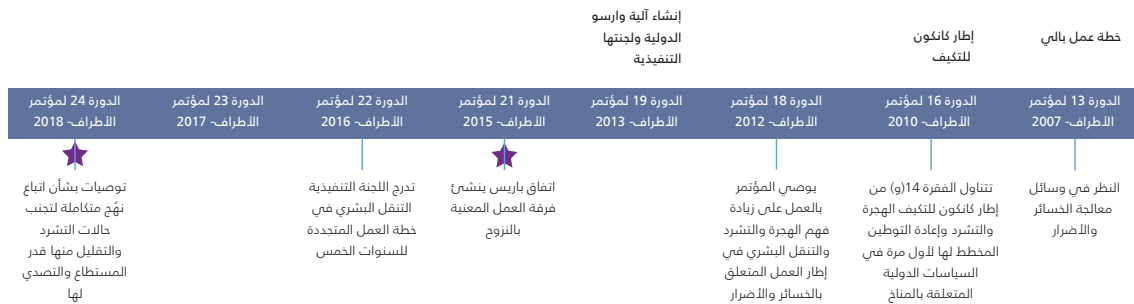 خطة عمل بالي
إطار كانكون
للتكيف
إنشاء آلية وارسو
الدولية ولجنتها
التنفيذية
الدورة 13 لمؤتمر
الأطراف- 2007
الدورة 16 لمؤتمر
الأطراف- 2010
الدورة 18 لمؤتمر
الأطراف- 2012
الدورة 19 لمؤتمر
الأطراف- 2013
الدورة 21 لمؤتمر
الأطراف- 2015
الدورة 22 لمؤتمر
الأطراف- 2016
الدورة 23 لمؤتمر
الأطراف- 2017
الدورة 24 لمؤتمر
الأطراف- 2018
النظر في وسائل
معالجة الخسائر
والأضرار
تتناول الفقرة 14(و) من
إطار كانكون للتكيف الهجرة
والتشرد وإعادة التوطين
المخطط لها لأول مرة في
السياسات الدولية
المتعلقة بالمناخ
يوصي المؤتمر
بالعمل على زيادة
فهم الهجرة والتشرد
والتنقل البشري في
إطار العمل المتعلق
بالخسائر والأضرار
اتفاق باريس ينشئ
فرقة العمل المعنية
بالنزوح
تدرج اللجنة التنفيذية
التنقل البشري في
خطة العمل المتجددة
للسنوات الخمس
توصيات بشأن اتباع
نهُج متكاملة لتجنب
حالات التشرد
والتقليل منها قدر
المستطاع والتصدي
لها